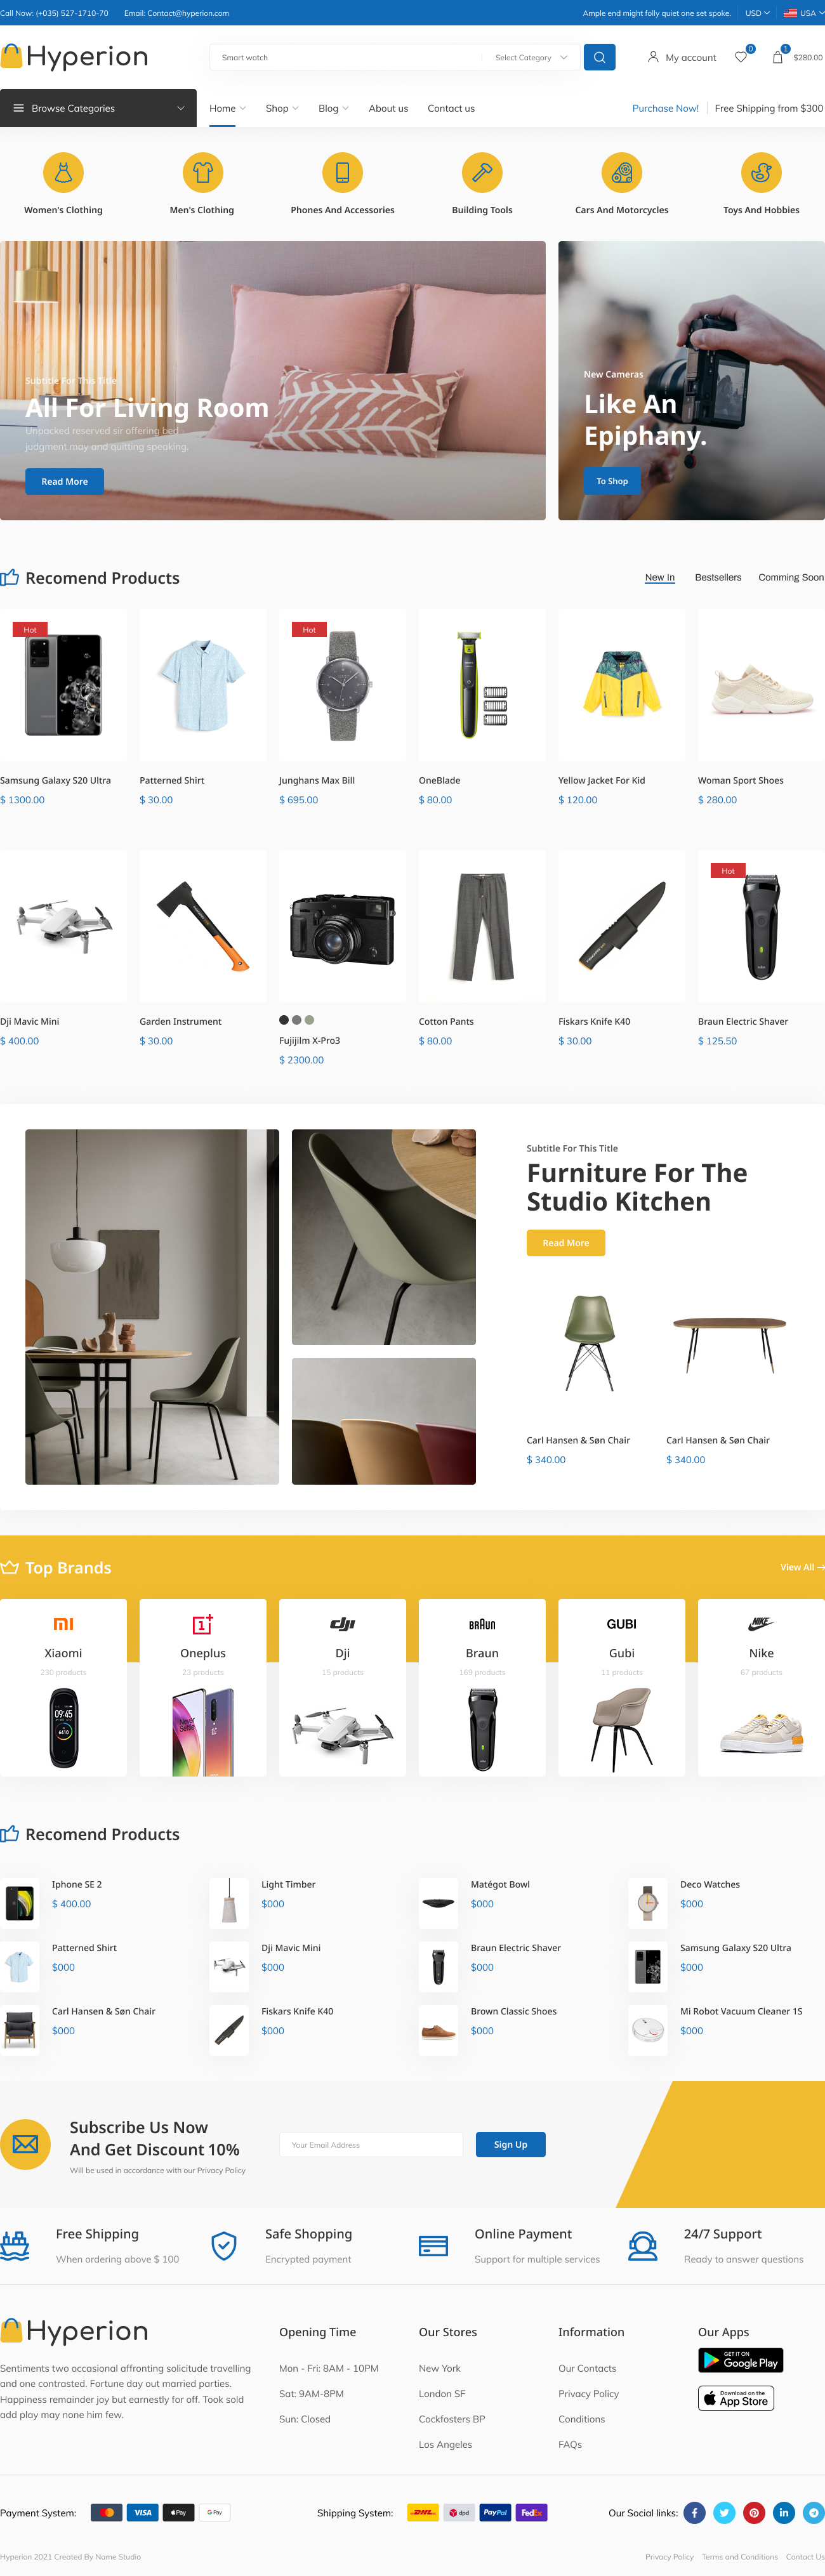 Call Now: (+035) 527-1710-70 Email: Contact@hyperion.com Ample end might folly quiet one set spoke. USD USA
Hyperion Smart watch Select Category My account 0 1 $280.00
Browse Categories Home Shop Blog About us Contact us Purchase Now! Free Shipping from $300
Women's Clothing Men's Clothing Phones And Accessories Building Tools Cars And Motorcycles Toys And Hobbies
Subtitle For This Title
All For Living Room
Unpacked reserved sir offering bed
judgment may and quitting speaking.
Read More
New Cameras
Like An
Epiphany.
To Shop
Recomend Products New In Bestsellers Comming Soon
Hot Hot
Samsung Galaxy S20 Ultra Patterned Shirt Junghans Max Bill OneBlade Yellow Jacket For Kid Woman Sport Shoes
$ 1300.00 $ 30.00 $ 695.00 $ 80.00 $ 120.00 $ 280.00
Hot
Dji Mavic Mini Garden Instrument Fujijilm X-Pro3 Cotton Pants Fiskars Knife K40 Braun Electric Shaver
$ 400.00 $ 30.00 $ 2300.00 $ 80.00 $ 30.00 $ 125.50
Subtitle For This Title
Furniture For The
Studio Kitchen
Read More
Carl Hansen & Søn Chair Carl Hansen & Søn Chair
$ 340.00 $ 340.00
Top Brands View All
mi 1+ dji BRAUN GUBI NIKE
Xiaomi Oneplus Dji Braun Gubi Nike
230 products 23 products 15 products 169 products 11 products 67 products
09:45
6410
Never
Settle
Recomend Products
Iphone SE 2 Light Timber Matégot Bowl Deco Watches
$ 400.00 $000 $000 $000
Patterned Shirt Dji Mavic Mini Braun Electric Shaver Samsung Galaxy S20 Ultra
$000 $000 $000 $000
Carl Hansen & Søn Chair Fiskars Knife K40 Brown Classic Shoes Mi Robot Vacuum Cleaner 1S
$000 $000 $000 $000
Subscribe Us Now
And Get Discount 10%
Will be used in accordance with our Privacy Policy
Your Email Address Sign Up
Free Shipping Safe Shopping Online Payment 24/7 Support
When ordering above $ 100 Encrypted payment Support for multiple services Ready to answer questions
Hyperion
Sentiments two occasional affronting solicitude travelling
and one contrasted. Fortune day out married parties.
Happiness remainder joy but earnestly for off. Took sold
add play may none him few.
Opening Time
Mon - Fri: 8AM - 10PM
Sat: 9AM-8PM
Sun: Closed
Our Stores
New York
London SF
Cockfosters BP
Los Angeles
Information
Our Contacts
Privacy Policy
Conditions
FAQs
Our Apps
GET IT ON
Google Play
Download on the
App Store
Payment System: VISA Pay G Pay Shipping System: DHL dpd PayPal FedEx Our Social links:
Hyperion 2021 Created By Name Studio Privacy Policy Terms and Conditions Contact Us